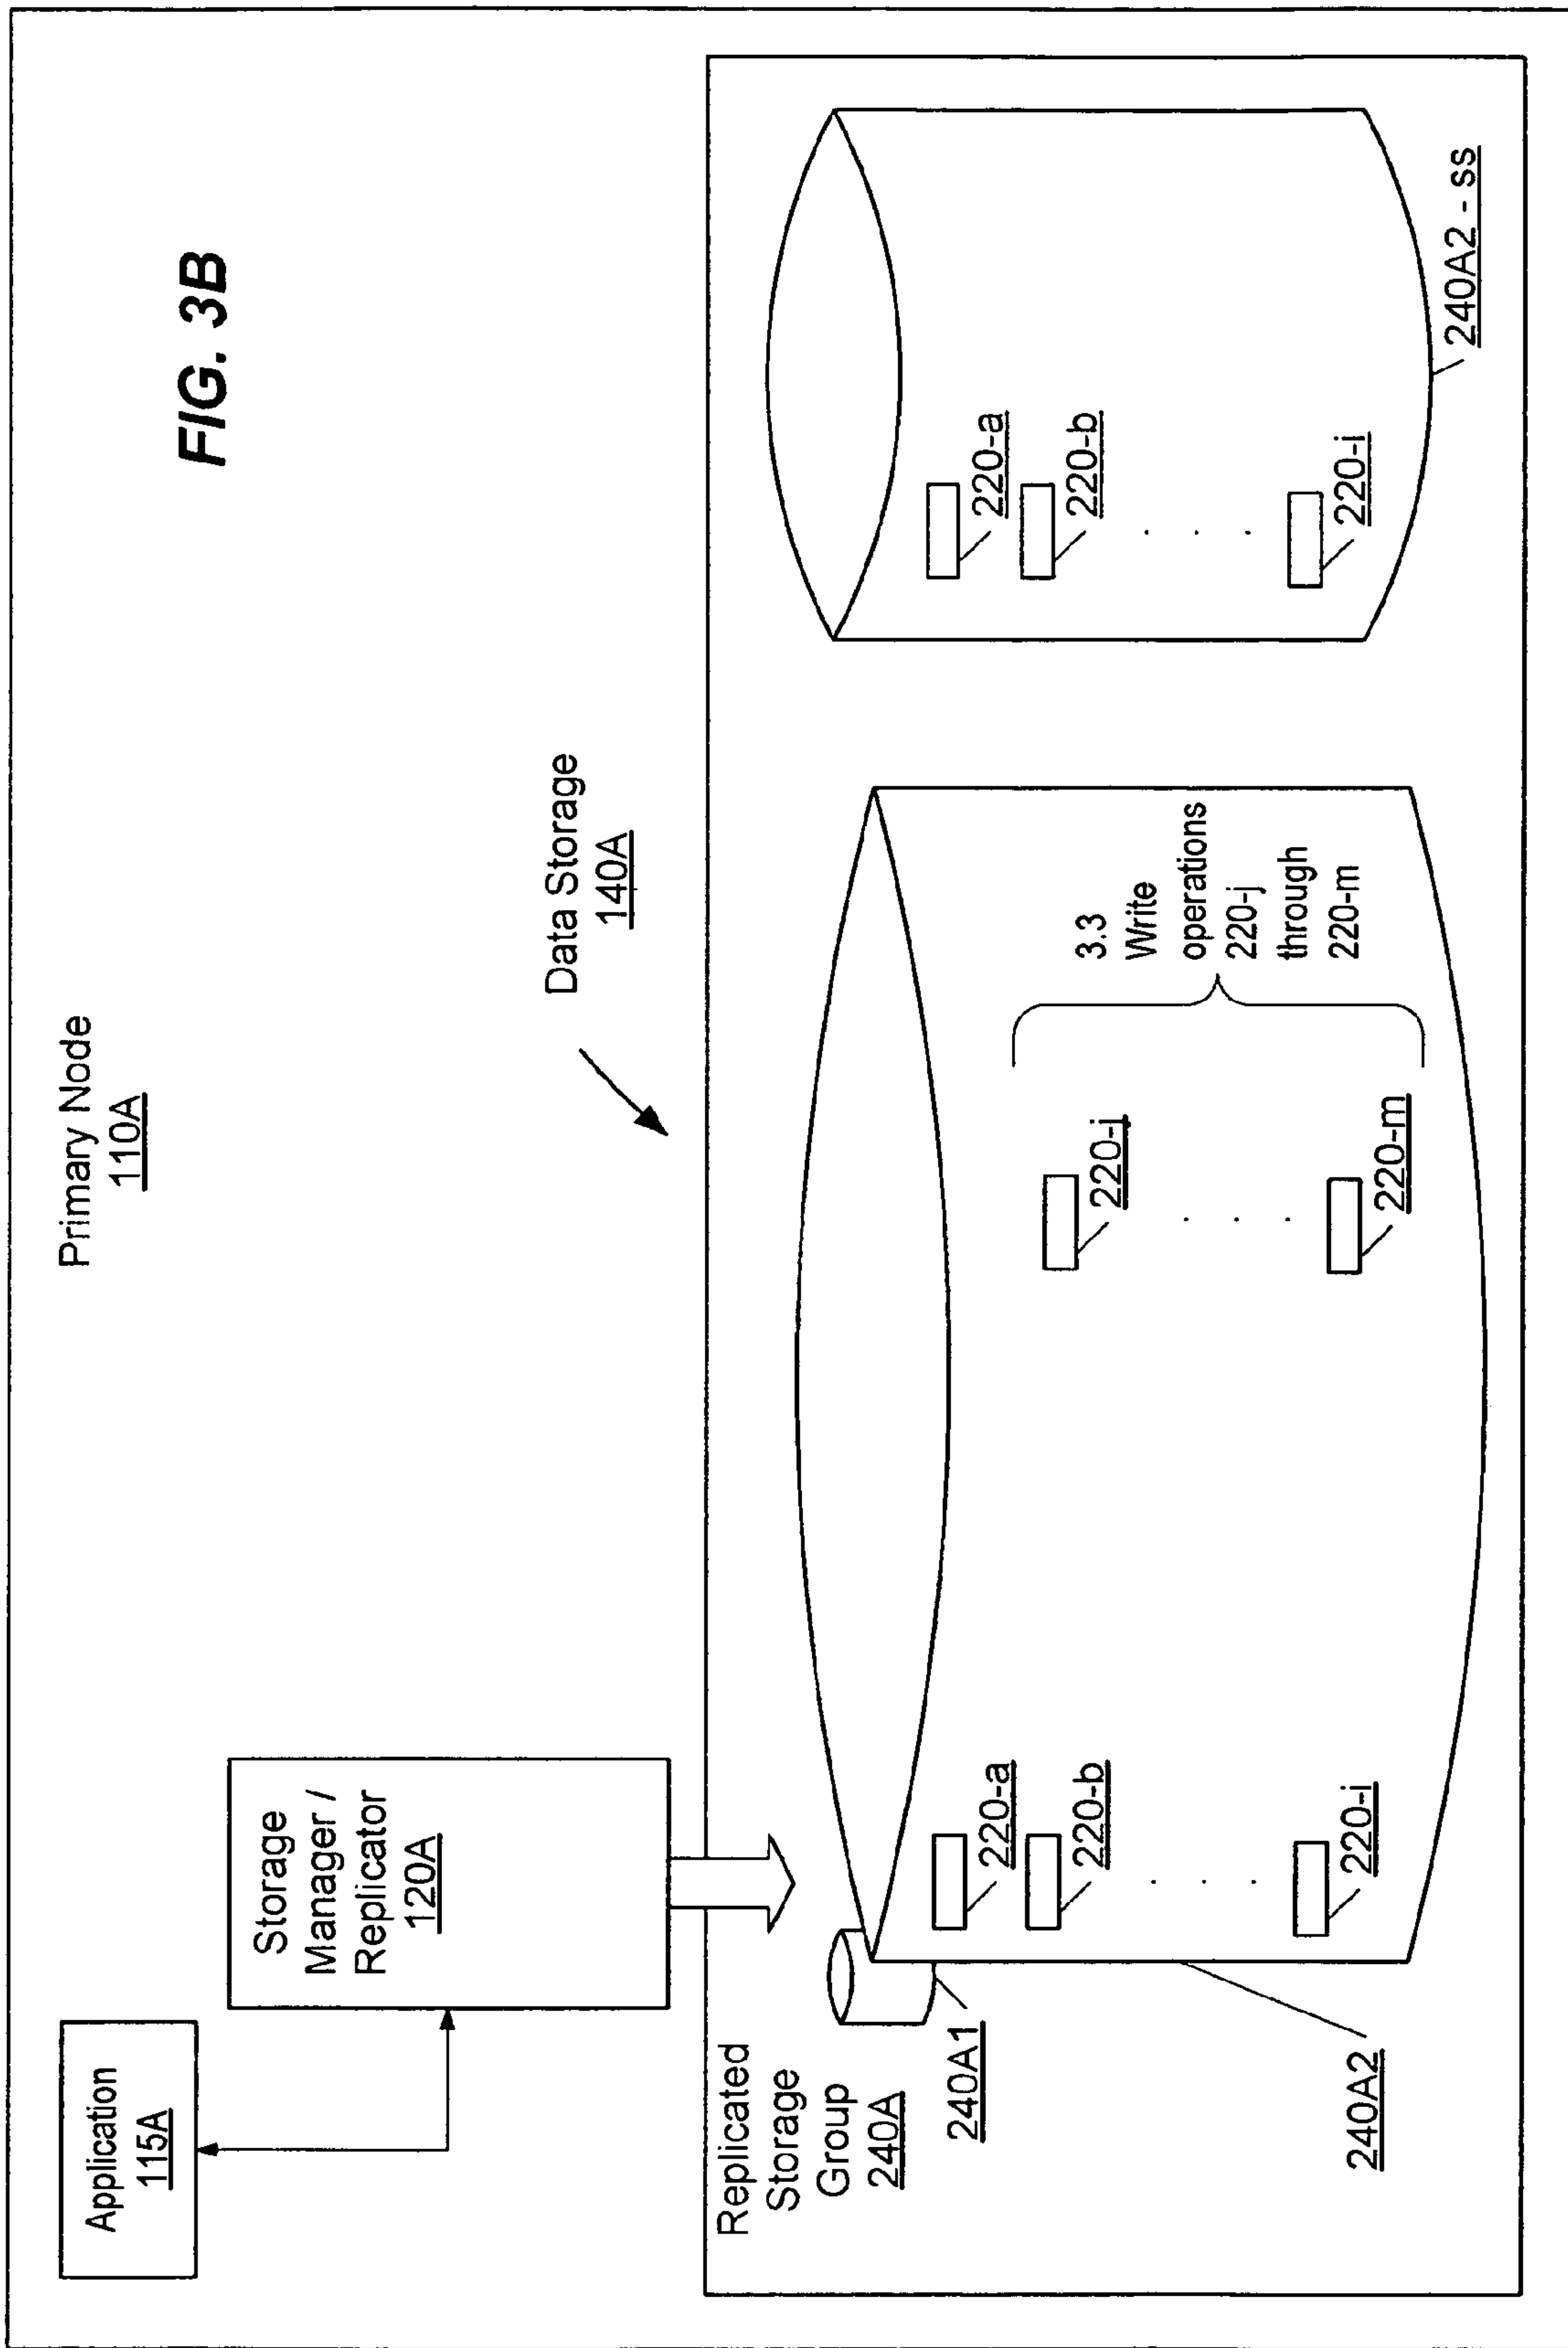 FIG. 3B
Primary Node
110A
Application
115A
Storage
Manager /
Replicator
120A
Data Storage
140A
Replicated
Storage
Group
240A
240A1
240A2
220-a
220-b
220-i
220-j
220-m
3.3
Write
operations
220-j
through
220-m
220-a
220-b
220-i
240A2 - ss